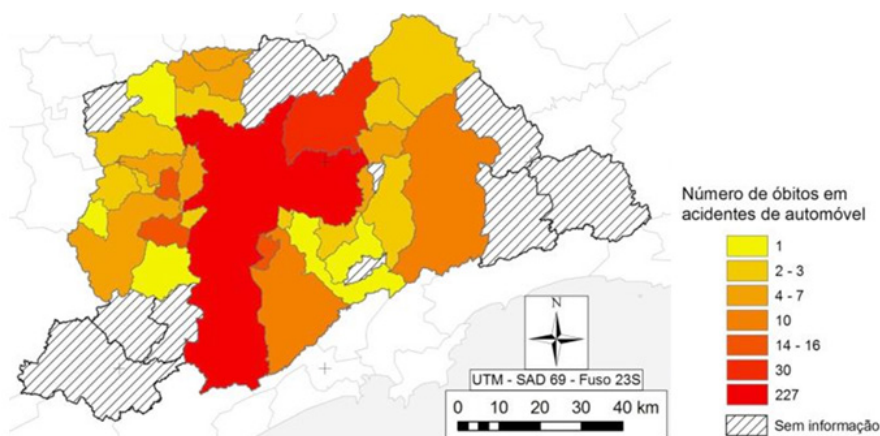 Número de óbitos em
acidentes de automóvel
1
2 - 3
4 - 7
10
14 - 16
30
227
Sem informação
N
UTM - SAD 69 - Fuso 23S
0 10 20 30 40 km